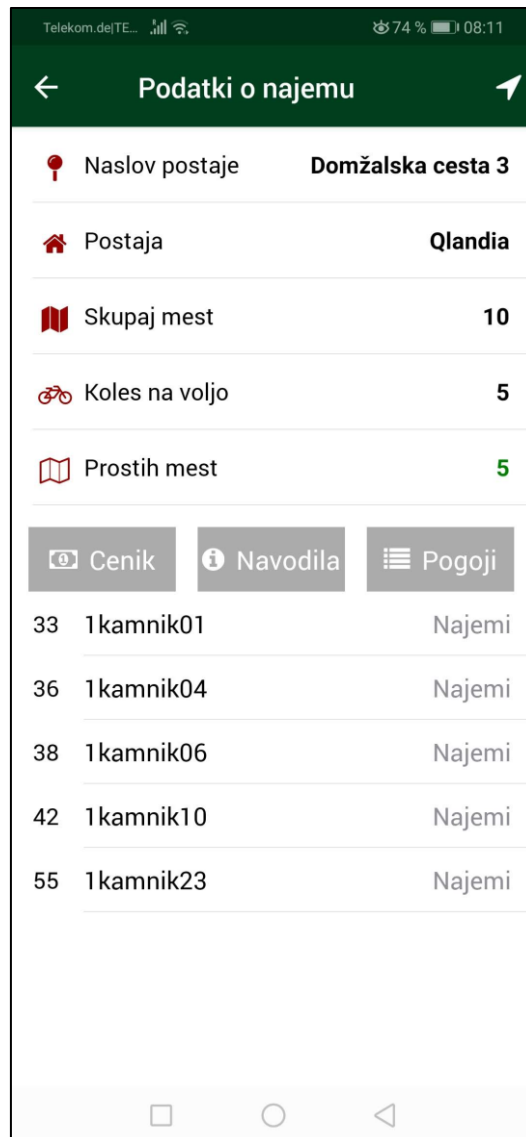 Telekom.de|TE... 74 % 08:11
Podatki o najemu
Naslov postaje Domžalska cesta 3
Postaja Qlandia
Skupaj mest 10
Koles na voljo 5
Prostih mest 5
Cenik Navodila Pogoji
33 1kamnik01 Najemi
36 1kamnik04 Najemi
38 1kamnik06 Najemi
42 1kamnik10 Najemi
55 1kamnik23 Najemi